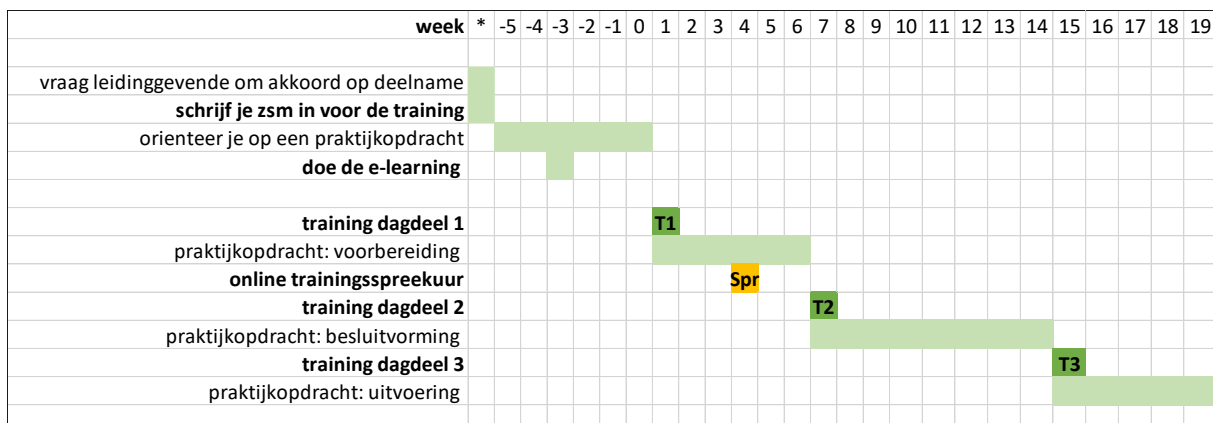 week * -5 -4 -3 -2 -1 0 1 2 3 4 5 6 7 8 9 10 11 12 13 14 15 16 17 18 19
vraag leidinggevende om akkoord op deelname
schrijf je zsm in voor de training
orienteer je op een praktijkopdracht
doe de e-learning
training dagdeel 1 T1
praktijkopdracht: voorbereiding
online trainingsspreekuur Spr
training dagdeel 2 T2
praktijkopdracht: besluitvorming
training dagdeel 3 T3
praktijkopdracht: uitvoering